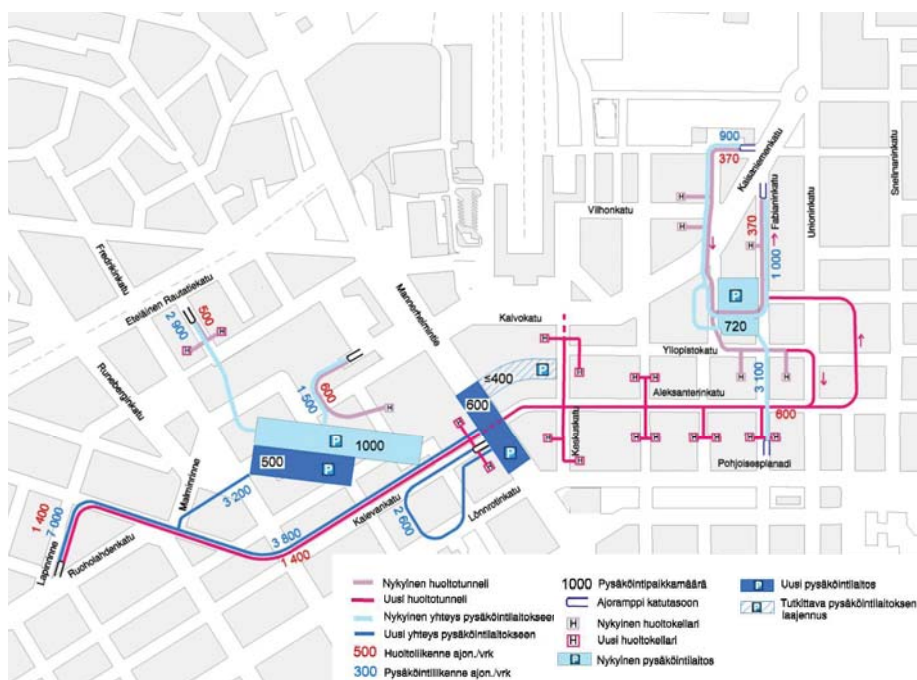 900
370
Kaisaniemenkatu
Snellmaninkatu
Unioninkatu
Fabianinkatu
370
1 000
Vilhonkatu
Fredrikinkatu
Eteläinen Rautatiekatu
Mannerheimintie
2 900
500
Kaivokatu
720
Yliopistokatu
≤400
1 500
600
Aleksanterinkatu
3 100
Runeberginkatu
600
600
1000
Keskuskatu
Pohjoisesplanadi
500
Malminrinne
3 200
Kalevankatu
Lönnrotinkatu
2 600
1 400
7 000
Lapinrinne
Ruoholahdenkatu
3 800
1 400
Nykyinen huoltotunneli
Uusi huoltotunneli
Nykyinen yhteys pysäköintilaitokseen
Uusi yhteys pysäköintilaitokseen
500 Huoltoliikenne ajon./vrk
300 Pysäköintiliikenne ajon./vrk
1000 Pysäköintipaikkamäärä
Ajoramppi katutasoon
H Nykyinen huoltokellari
H Uusi huoltokellari
P Nykyinen pysäköintilaitos
P Uusi pysäköintilaitos
P Tutkittava pysäköintilaitoksen
laajennus